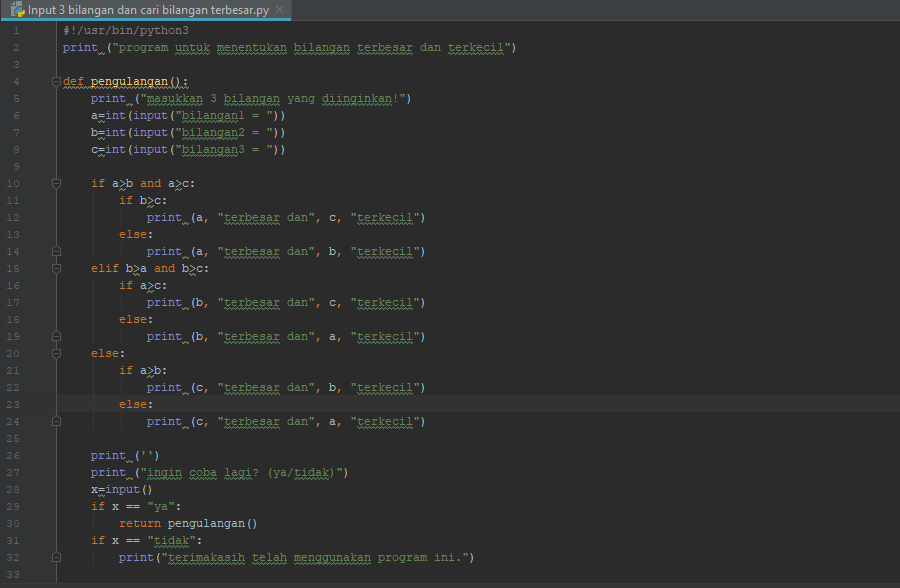 Input 3 bilangan dan cari bilangan terbesar.py ×
1 #!/usr/bin/python3
2 print ("program untuk menentukan bilangan terbesar dan terkecil")
3
4 def pengulangan():
5     print ("masukkan 3 bilangan yang diinginkan!")
6     a=int(input("bilangan1 = "))
7     b=int(input("bilangan2 = "))
8     c=int(input("bilangan3 = "))
9
10     if a>b and a>c:
11         if b>c:
12             print (a, "terbesar dan", c, "terkecil")
13         else:
14             print (a, "terbesar dan", b, "terkecil")
15     elif b>a and b>c:
16         if a>c:
17             print (b, "terbesar dan", c, "terkecil")
18         else:
19             print (b, "terbesar dan", a, "terkecil")
20     else:
21         if a>b:
22             print (c, "terbesar dan", b, "terkecil")
23         else:
24             print (c, "terbesar dan", a, "terkecil")
25
26     print ('')
27     print ("ingin coba lagi? (ya/tidak)")
28     x=input()
29     if x == "ya":
30         return pengulangan()
31     if x == "tidak":
32         print("terimakasih telah menggunakan program ini.")
33